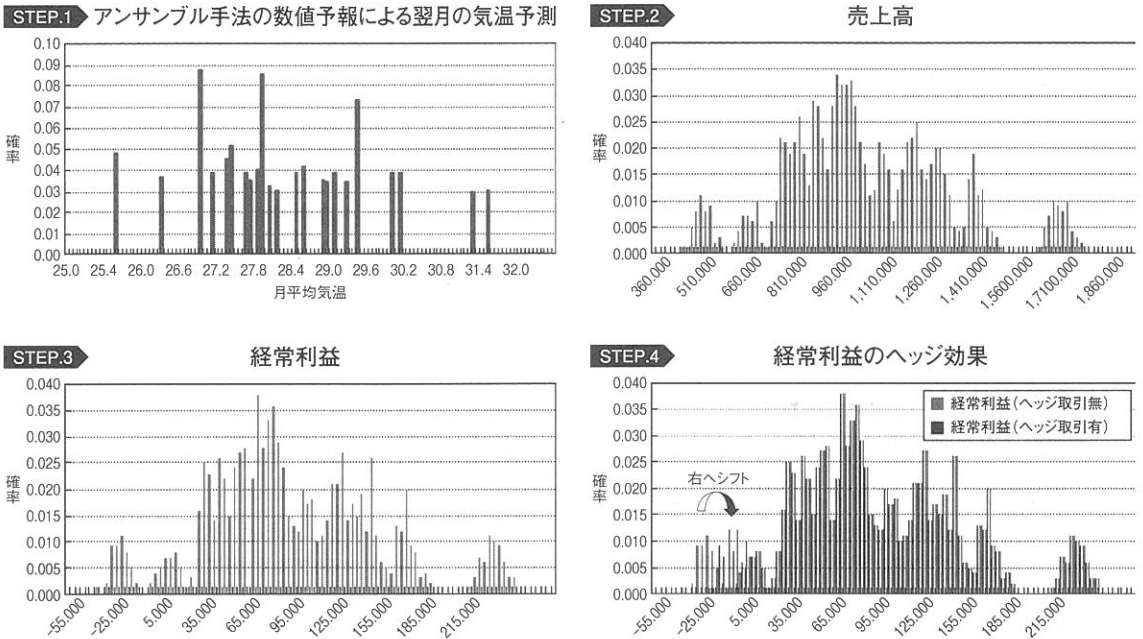 STEP.1 アンサンブル手法の数値予報による翌月の気温予測
0.10
0.09
0.08
0.07
0.06
0.05
0.04
0.03
0.02
0.01
0.00
確率
25.0 25.4 26.0 26.6 27.2 27.8 28.4 29.0 29.6 30.2 30.8 31.4 32.0
月平均気温
STEP.2 売上高
0.040
0.035
0.030
0.025
0.020
0.015
0.010
0.005
0.000
確率
360,000 510,000 660,000 810,000 960,000 1,110,000 1,260,000 1,410,000 1,5600,000 1,7100,000 1,860,000
STEP.3 経常利益
0.040
0.035
0.030
0.025
0.020
0.015
0.010
0.005
0.000
確率
-55,000 -25,000 5,000 35,000 65,000 95,000 125,000 155,000 185,000 215,000
STEP.4 経常利益のヘッジ効果
0.040
0.035
0.030
0.025
0.020
0.015
0.010
0.005
0.000
確率
経常利益(ヘッジ取引無)
経常利益(ヘッジ取引有)
右へシフト
-55,000 -25,000 5,000 35,000 65,000 95,000 125,000 155,000 185,000 215,000